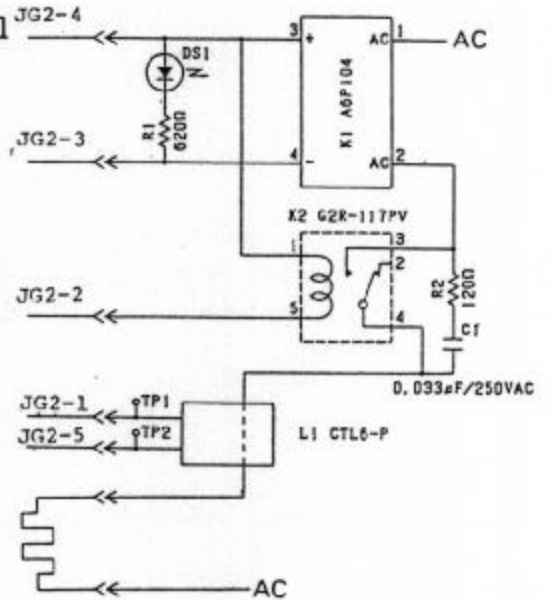 JG2-4
DS1
R1 620Ω
JG2-3
3 +
AC 1
AC
K1 A6P104
4 -
AC 2
K2 G2R-117PV
1
3
2
5
4
JG2-2
R2 120Ω
C1
0.033µF/250VAC
JG2-1
TP1
JG2-5
TP2
L1 CTL6-P
AC